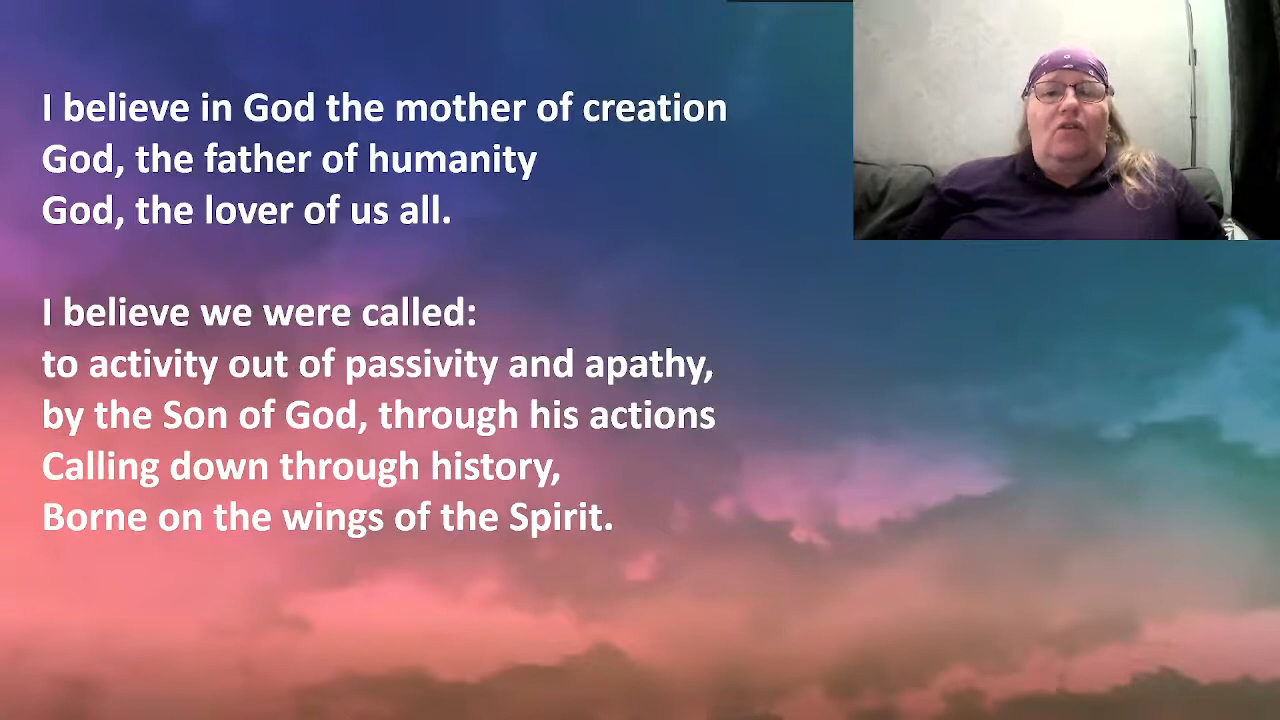 I believe in God the mother of creation
God, the father of humanity
God, the lover of us all.
I believe we were called:
to activity out of passivity and apathy,
by the Son of God, through his actions
Calling down through history,
Borne on the wings of the Spirit.